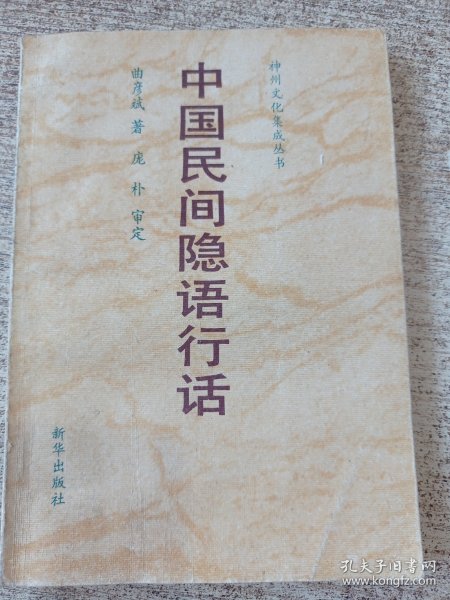 神州文化集成丛书
中国民间隐语行话
曲彦斌 著 庞朴 审定
新华出版社
孔夫子旧书网
www.kongfz.com